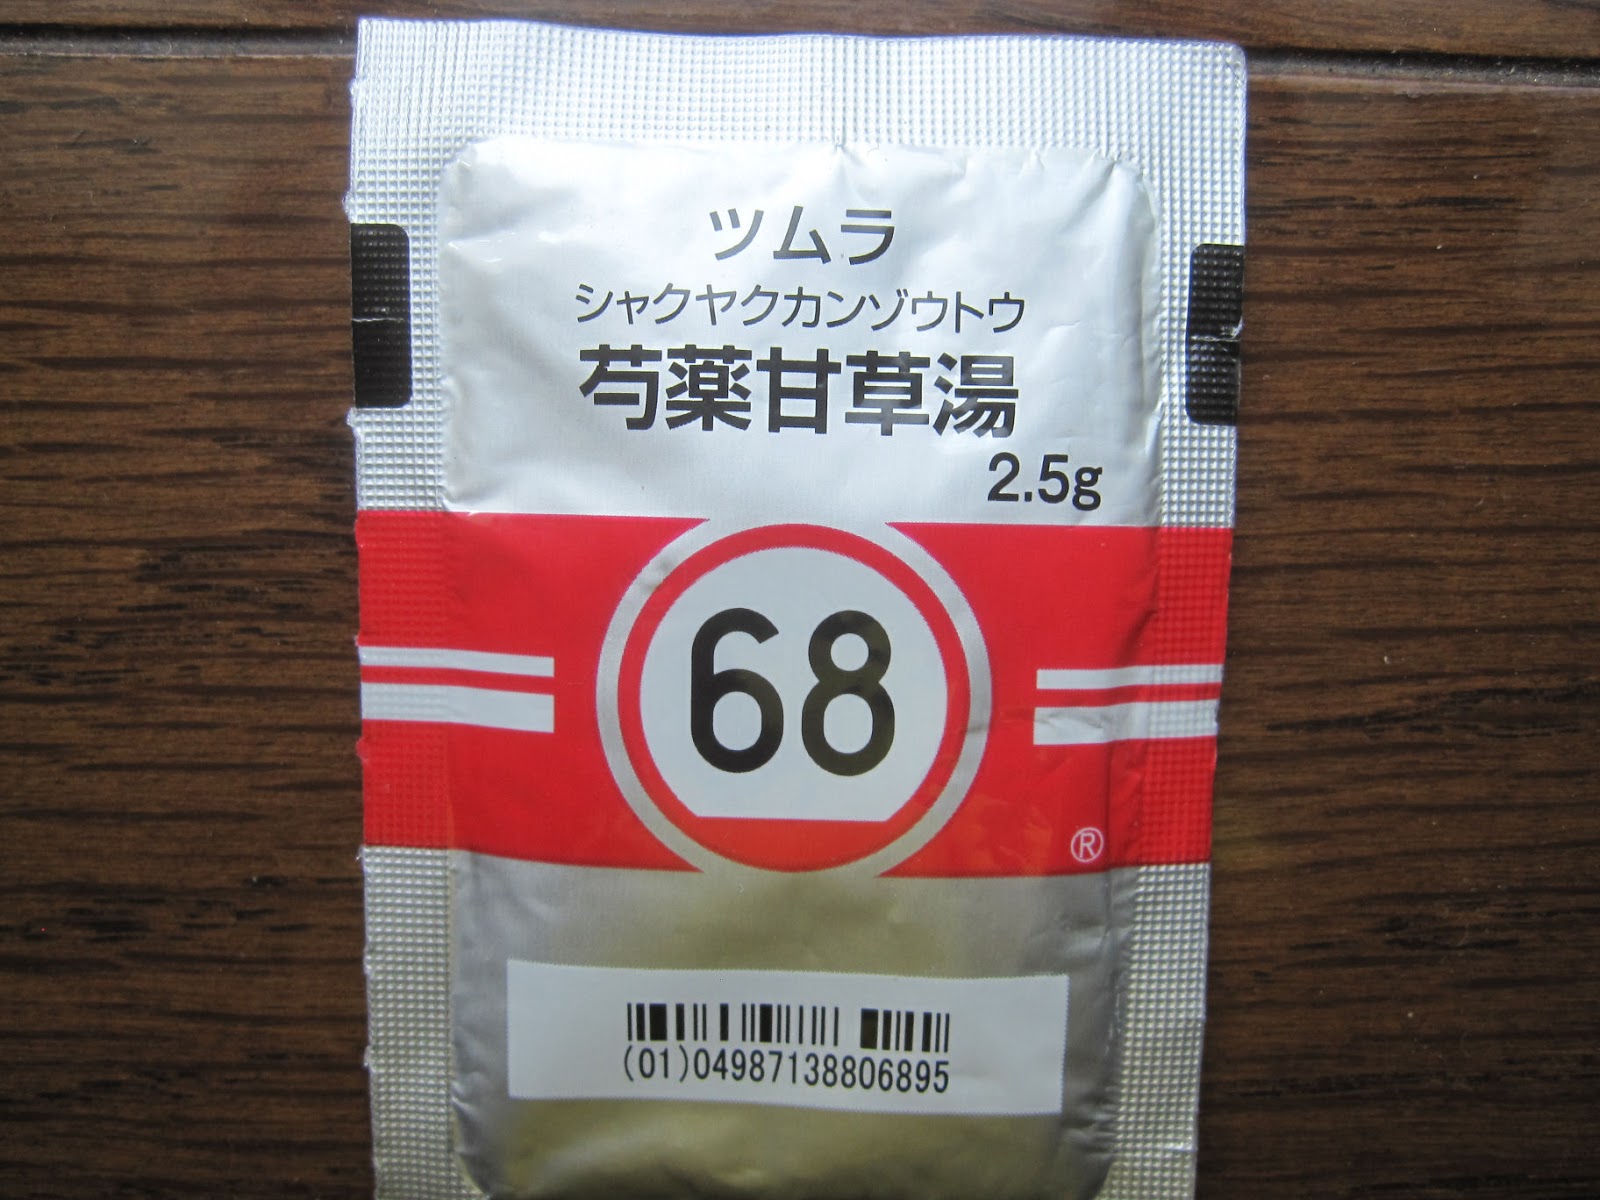 ツムラ
シャクヤクカンゾウトウ
芍薬甘草湯
2.5g
68
®
(01)04987138806895